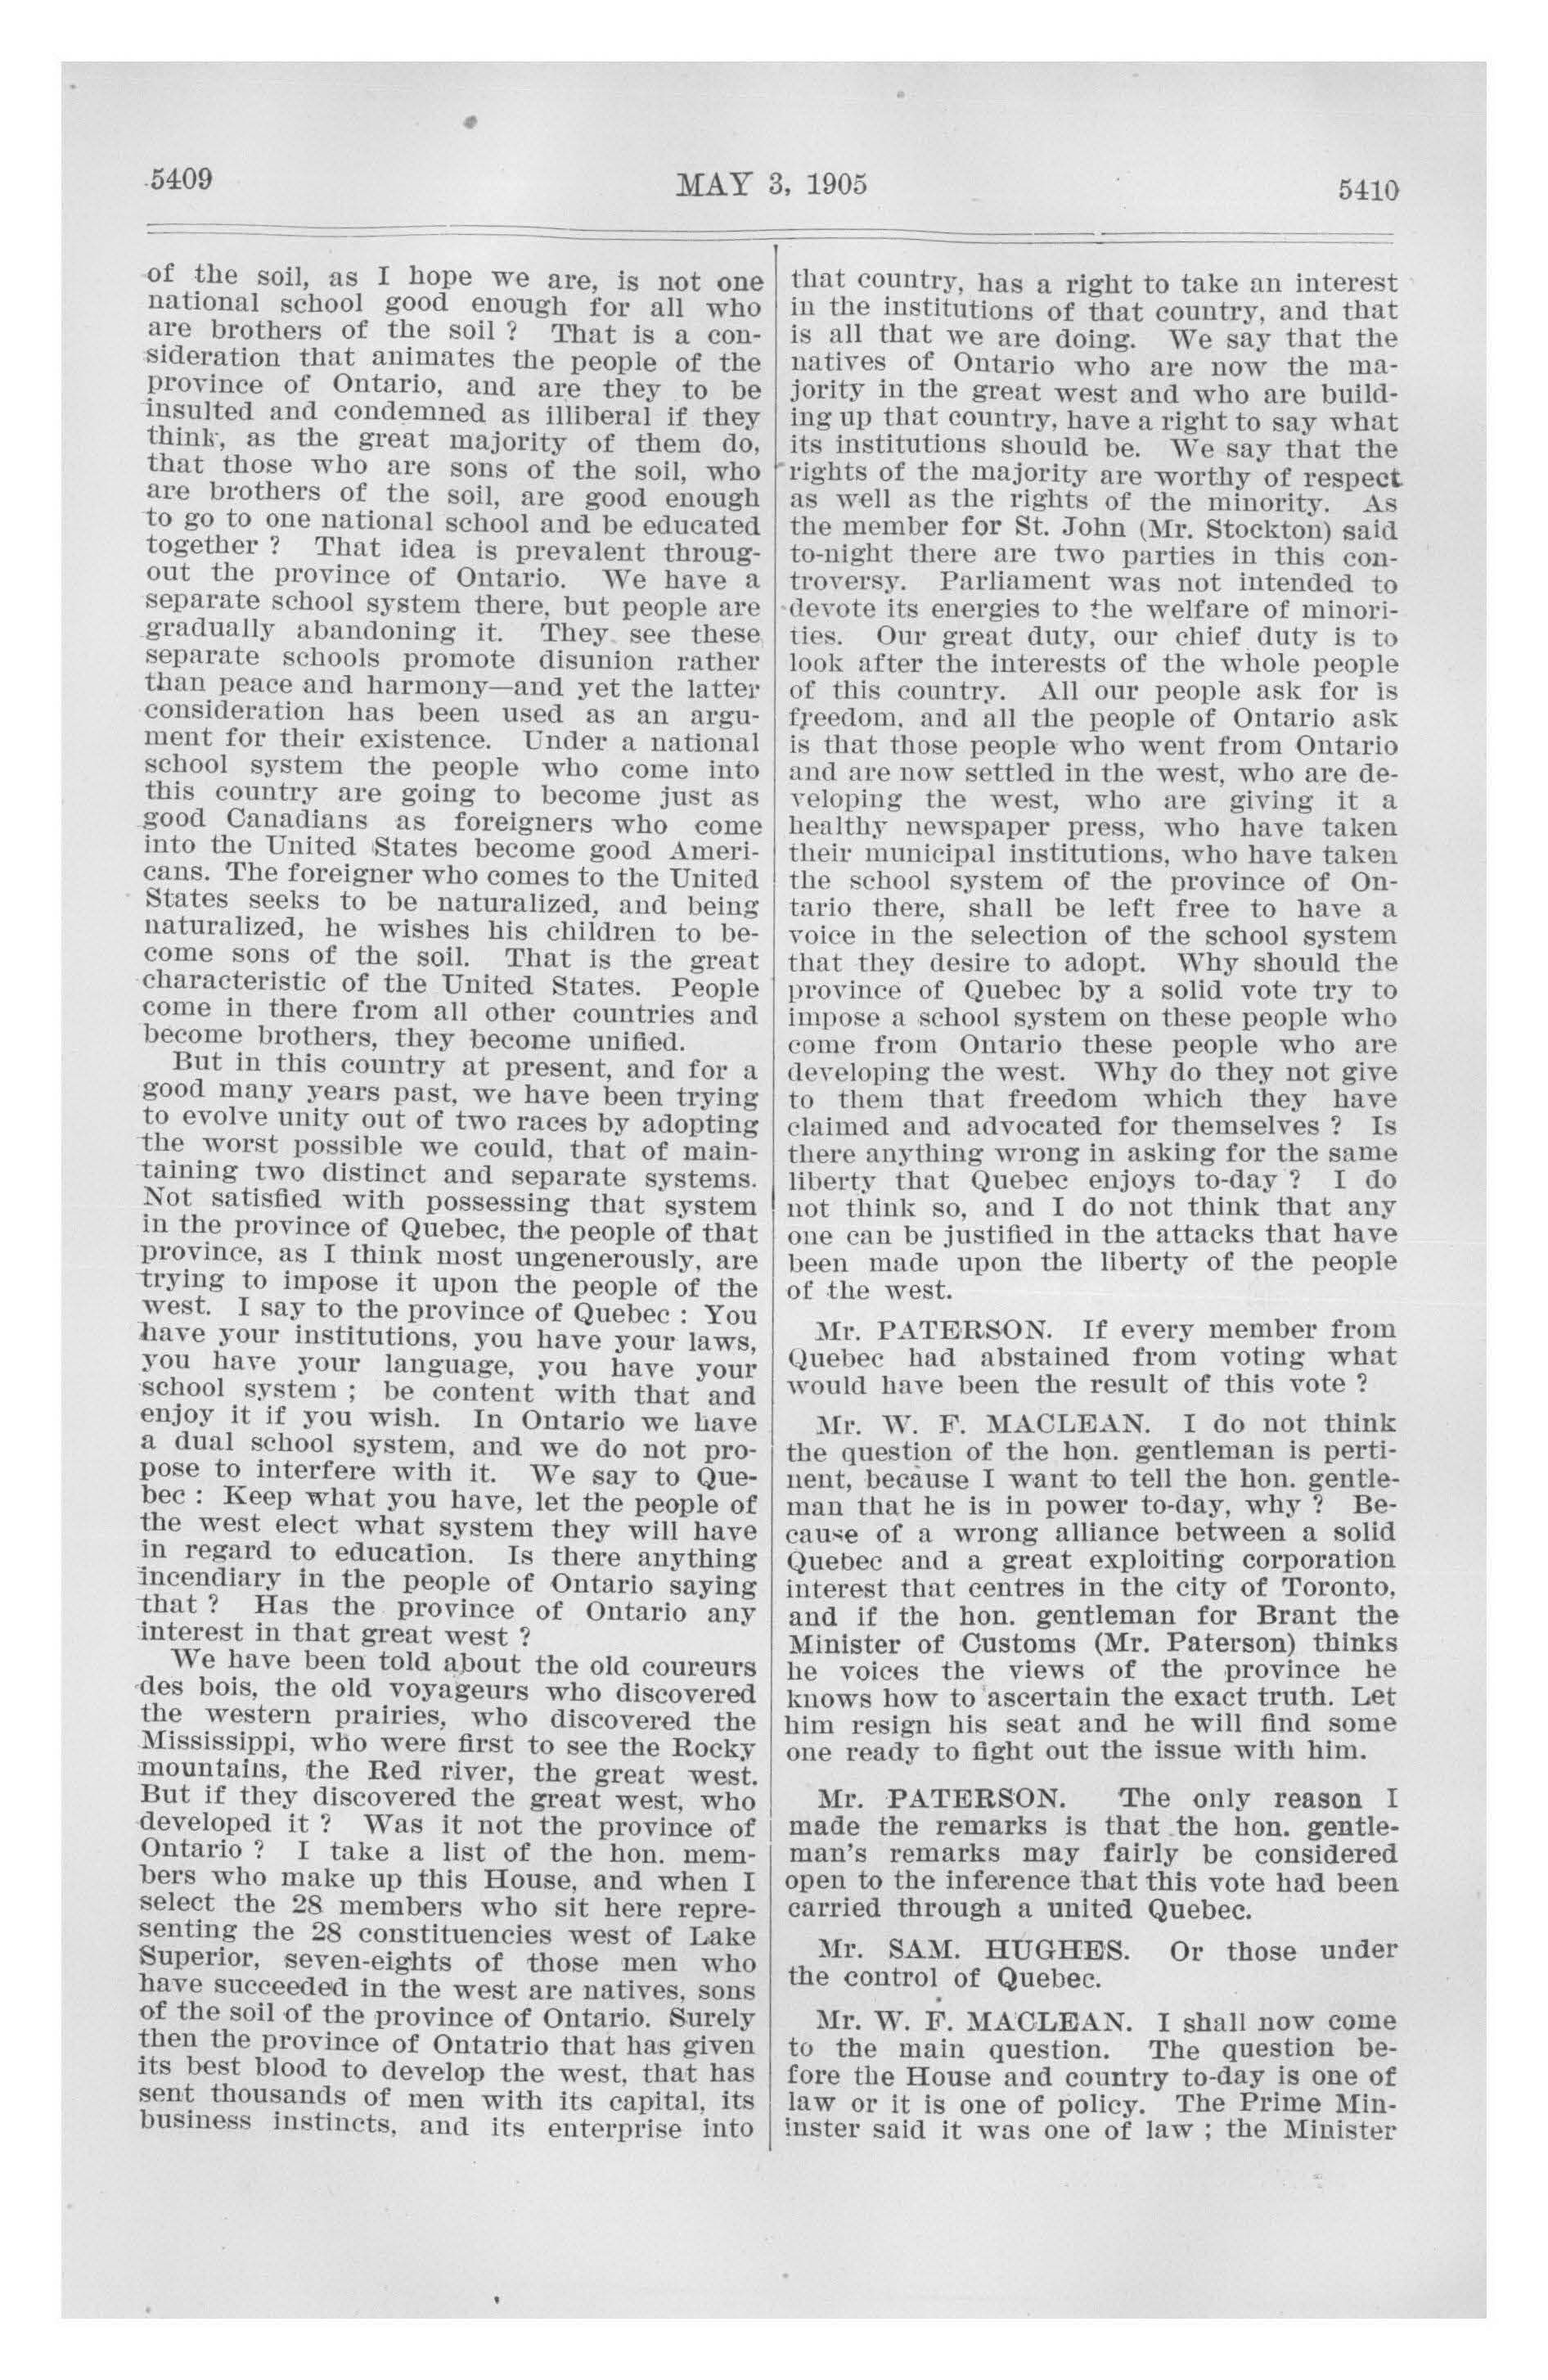 5409
MAY 3, 1905
5410
of the soil, as I hope we are, is not one
national school good enough for all who
are brothers of the soil ? That is a con-
sideration that animates the people of the
province of Ontario, and are they to be
insulted and condemned as illiberal if they
think, as the great majority of them do,
that those who are sons of the soil, who
are brothers of the soil, are good enough
to go to one national school and be educated
together ? That idea is prevalent throug-
out the province of Ontario. We have a
separate school system there, but people are
gradually abandoning it. They see these
separate schools promote disunion rather
than peace and harmony—and yet the latter
consideration has been used as an argu-
ment for their existence. Under a national
school system the people who come into
this country are going to become just as
good Canadians as foreigners who come
into the United States become good Ameri-
cans. The foreigner who comes to the United
States seeks to be naturalized, and being
naturalized, he wishes his children to be-
come sons of the soil. That is the great
characteristic of the United States. People
come in there from all other countries and
become brothers, they become unified.
But in this country at present, and for a
good many years past, we have been trying
to evolve unity out of two races by adopting
the worst possible we could, that of main-
taining two distinct and separate systems.
Not satisfied with possessing that system
in the province of Quebec, the people of that
province, as I think most ungenerously, are
trying to impose it upon the people of the
west. I say to the province of Quebec : You
have your institutions, you have your laws,
you have your language, you have your
school system ; be content with that and
enjoy it if you wish. In Ontario we have
a dual school system, and we do not pro-
pose to interfere with it. We say to Que-
bec : Keep what you have, let the people of
the west elect what system they will have
in regard to education. Is there anything
incendiary in the people of Ontario saying
that ? Has the province of Ontario any
interest in that great west ?
We have been told about the old coureurs
des bois, the old voyageurs who discovered
the western prairies, who discovered the
Mississippi, who were first to see the Rocky
mountains, the Red river, the great west.
But if they discovered the great west, who
developed it ? Was it not the province of
Ontario ? I take a list of the hon. mem-
bers who make up this House, and when I
select the 28 members who sit here repre-
senting the 28 constituencies west of Lake
Superior, seven-eights of those men who
have succeeded in the west are natives, sons
of the soil of the province of Ontario. Surely
then the province of Ontatrio that has given
its best blood to develop the west, that has
sent thousands of men with its capital, its
business instincts, and its enterprise into
that country, has a right to take an interest
in the institutions of that country, and that
is all that we are doing. We say that the
natives of Ontario who are now the ma-
jority in the great west and who are build-
ing up that country, have a right to say what
its institutions should be. We say that the
rights of the majority are worthy of respect
as well as the rights of the minority. As
the member for St. John (Mr. Stockton) said
to-night there are two parties in this con-
troversy. Parliament was not intended to
devote its energies to the welfare of minori-
ties. Our great duty, our chief duty is to
look after the interests of the whole people
of this country. All our people ask for is
freedom, and all the people of Ontario ask
is that those people who went from Ontario
and are now settled in the west, who are de-
veloping the west, who are giving it a
healthy newspaper press, who have taken
their municipal institutions, who have taken
the school system of the province of On-
tario there, shall be left free to have a
voice in the selection of the school system
that they desire to adopt. Why should the
province of Quebec by a solid vote try to
impose a school system on these people who
come from Ontario these people who are
developing the west. Why do they not give
to them that freedom which they have
claimed and advocated for themselves ? Is
there anything wrong in asking for the same
liberty that Quebec enjoys to-day ? I do
not think so, and I do not think that any
one can be justified in the attacks that have
been made upon the liberty of the people
of the west.
Mr. PATERSON. If every member from
Quebec had abstained from voting what
would have been the result of this vote ?
Mr. W. F. MACLEAN. I do not think
the question of the hon. gentleman is perti-
nent, because I want to tell the hon. gentle-
man that he is in power to-day, why ? Be-
cause of a wrong alliance between a solid
Quebec and a great exploiting corporation
interest that centres in the city of Toronto,
and if the hon. gentleman for Brant the
Minister of Customs (Mr. Paterson) thinks
he voices the views of the province he
knows how to ascertain the exact truth. Let
him resign his seat and he will find some
one ready to fight out the issue with him.
Mr. PATERSON. The only reason I
made the remarks is that the hon. gentle-
man's remarks may fairly be considered
open to the inference that this vote had been
carried through a united Quebec.
Mr. SAM. HUGHES. Or those under
the control of Quebec.
Mr. W. F. MACLEAN. I shall now come
to the main question. The question be-
fore the House and country to-day is one of
law or it is one of policy. The Prime Min-
inster said it was one of law ; the Minister